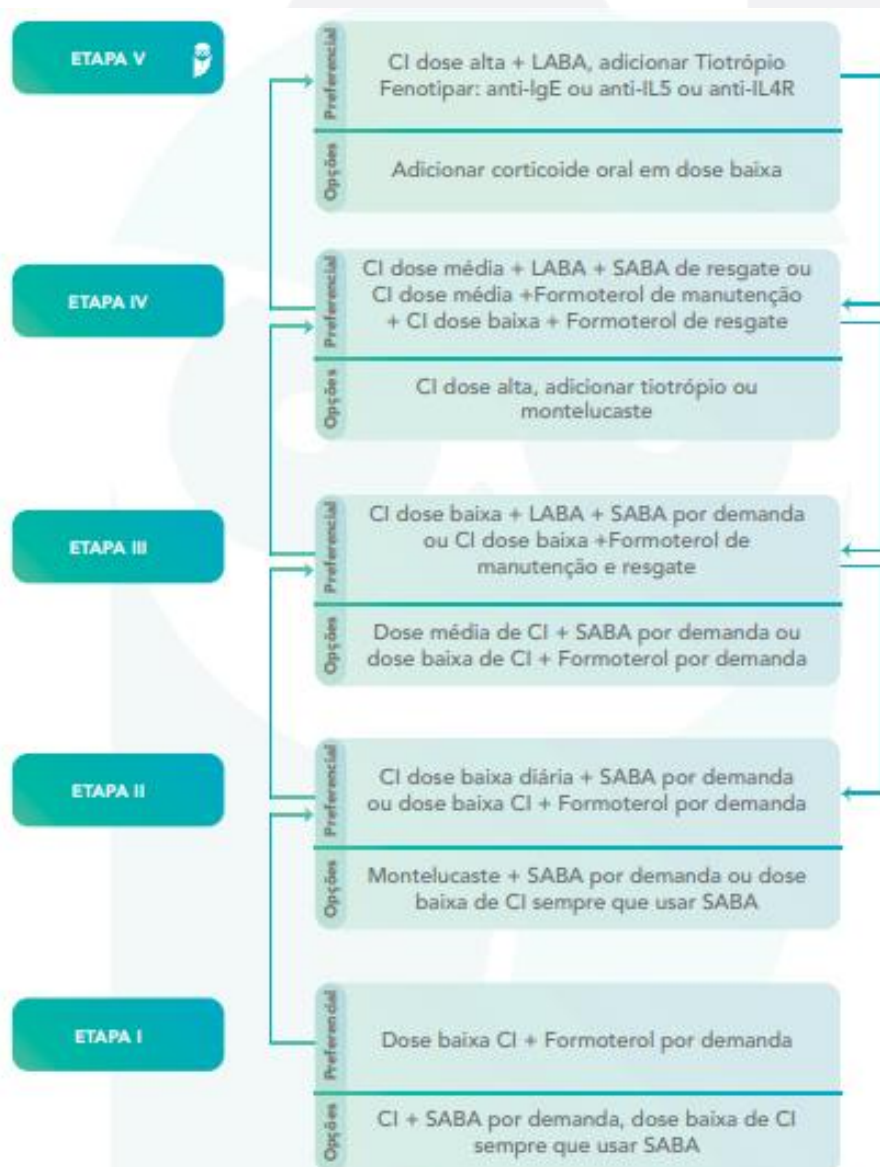 ETAPA V
Preferencial
CI dose alta + LABA, adicionar Tiotrópio
Fenotipar: anti-IgE ou anti-IL5 ou anti-IL4R
Opções
Adicionar corticoide oral em dose baixa
ETAPA IV
Preferencial
CI dose média + LABA + SABA de resgate ou
CI dose média +Formoterol de manutenção
+ CI dose baixa + Formoterol de resgate
Opções
CI dose alta, adicionar tiotrópio ou
montelucaste
ETAPA III
Preferencial
CI dose baixa + LABA + SABA por demanda
ou CI dose baixa +Formoterol de
manutenção e resgate
Opções
Dose média de CI + SABA por demanda ou
dose baixa de CI + Formoterol por demanda
ETAPA II
Preferencial
CI dose baixa diária + SABA por demanda
ou dose baixa CI + Formoterol por demanda
Opções
Montelucaste + SABA por demanda ou dose
baixa de CI sempre que usar SABA
ETAPA I
Preferencial
Dose baixa CI + Formoterol por demanda
Opções
CI + SABA por demanda, dose baixa de CI
sempre que usar SABA